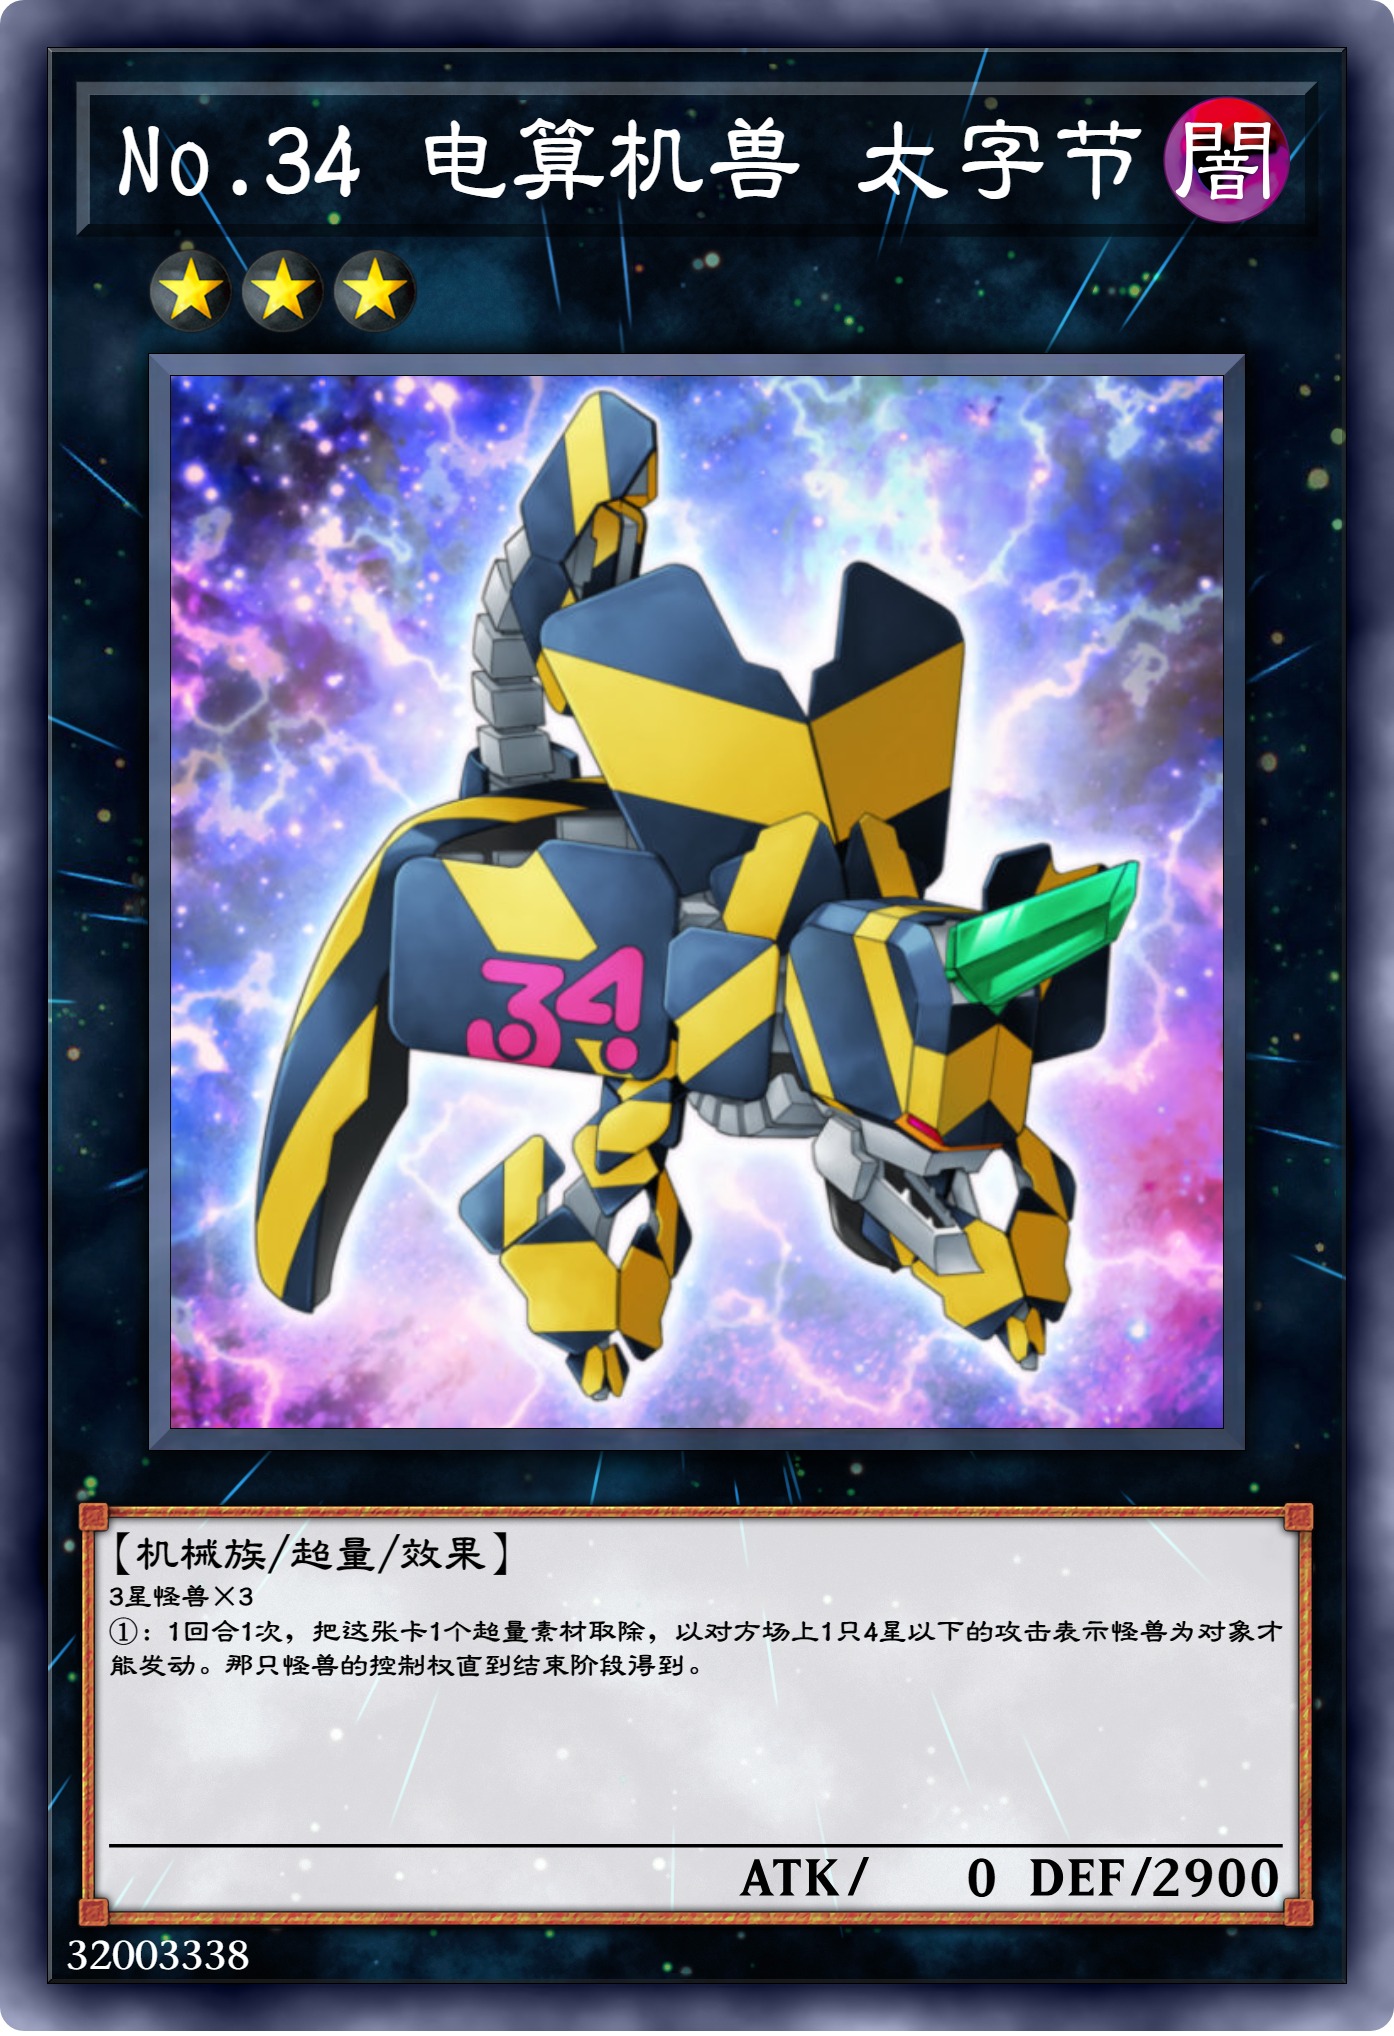 No.34 电算机兽 太字节 闇
34
【机械族/超量/效果】
3星怪兽×3
①：1回合1次，把这张卡1个超量素材取除，以对方场上1只4星以下的攻击表示怪兽为对象才
能发动。那只怪兽的控制权直到结束阶段得到。
ATK/ 0 DEF/2900
32003338